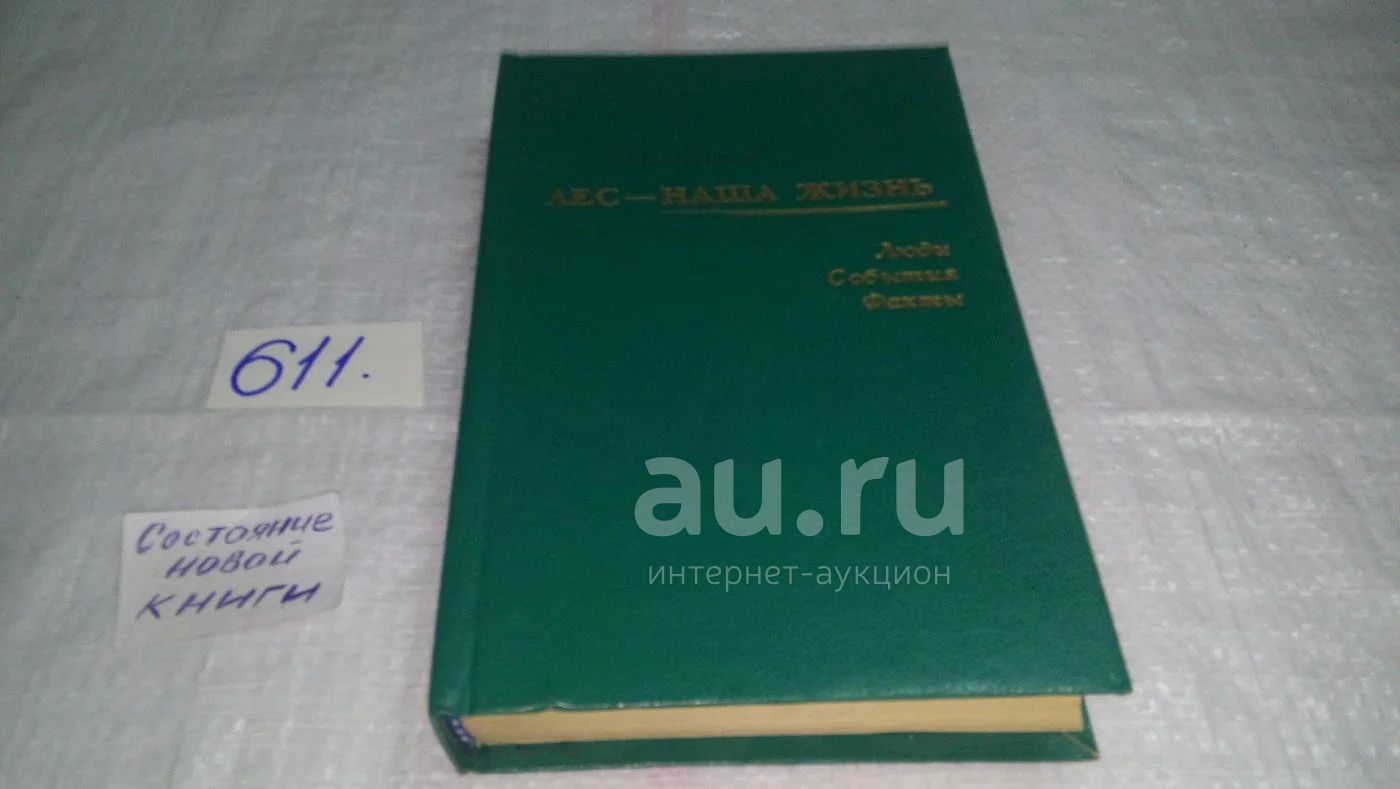 ЛЕС — НАША ЖИЗНЬ
Люди
События
Факты
611.
Состояние
новой
книги
au.ru
интернет-аукцион